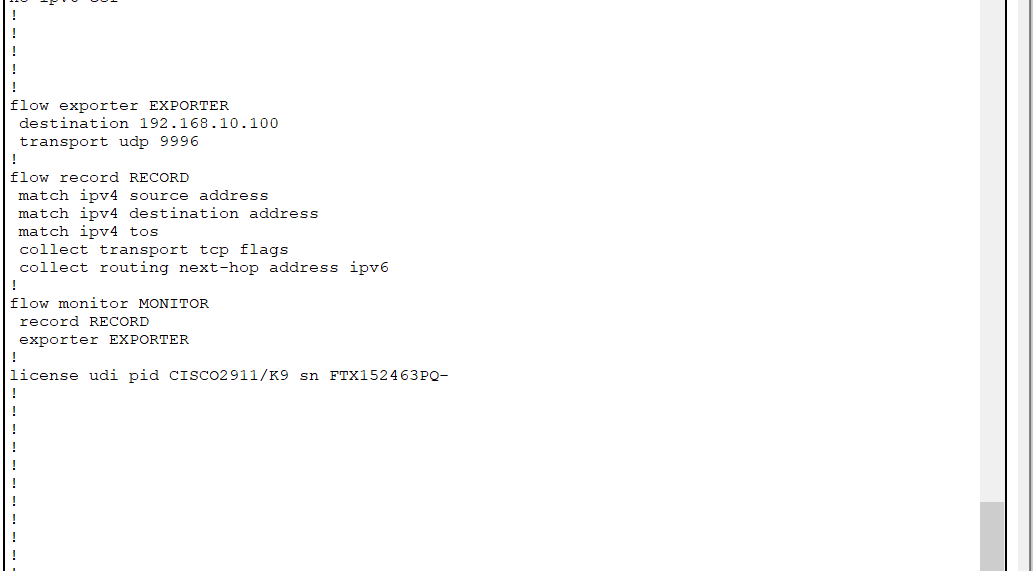 !
!
!
!
!
flow exporter EXPORTER
 destination 192.168.10.100
 transport udp 9996
!
flow record RECORD
 match ipv4 source address
 match ipv4 destination address
 match ipv4 tos
 collect transport tcp flags
 collect routing next-hop address ipv6
!
flow monitor MONITOR
 record RECORD
 exporter EXPORTER
!
license udi pid CISCO2911/K9 sn FTX152463PQ-
!
!
!
!
!
!
!
!
!
!
!